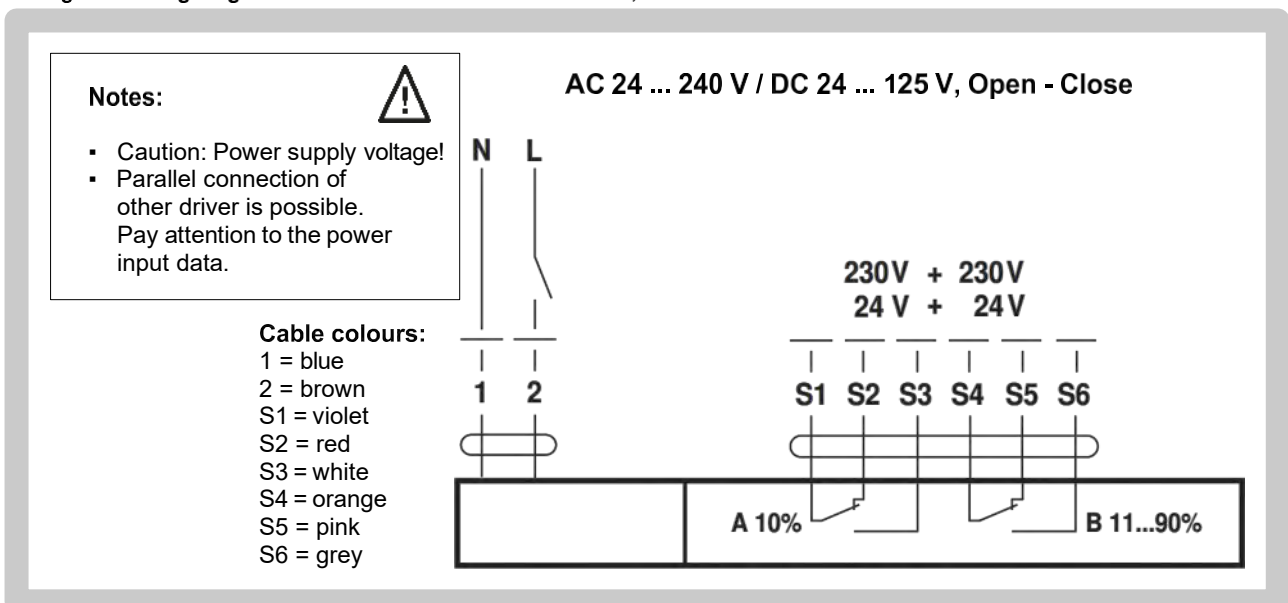 Notes:
▪ Caution: Power supply voltage!
▪ Parallel connection of
other driver is possible.
Pay attention to the power
input data.
AC 24 ... 240 V / DC 24 ... 125 V, Open - Close
N L
230V + 230V
24 V + 24 V
Cable colours:
1 = blue
2 = brown
S1 = violet
S2 = red
S3 = white
S4 = orange
S5 = pink
S6 = grey
1 2
S1 S2 S3 S4 S5 S6
A 10%
B 11...90%